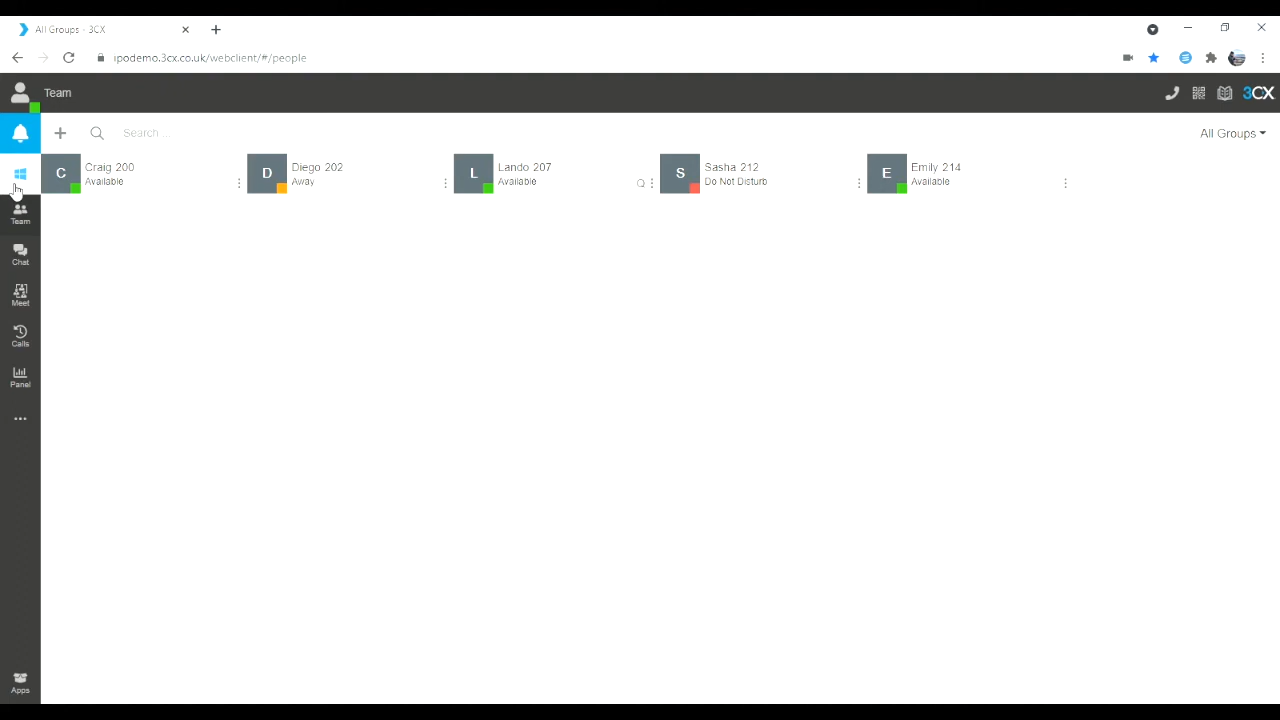 All Groups - 3CX
ipodemo.3cx.co.uk/webclient/#/people
Team
3CX
Search ...
All Groups
C
Craig 200
Available
D
Diego 202
Away
L
Lando 207
Available
S
Sasha 212
Do Not Disturb
E
Emily 214
Available
Team
Chat
Meet
Calls
Panel
Apps